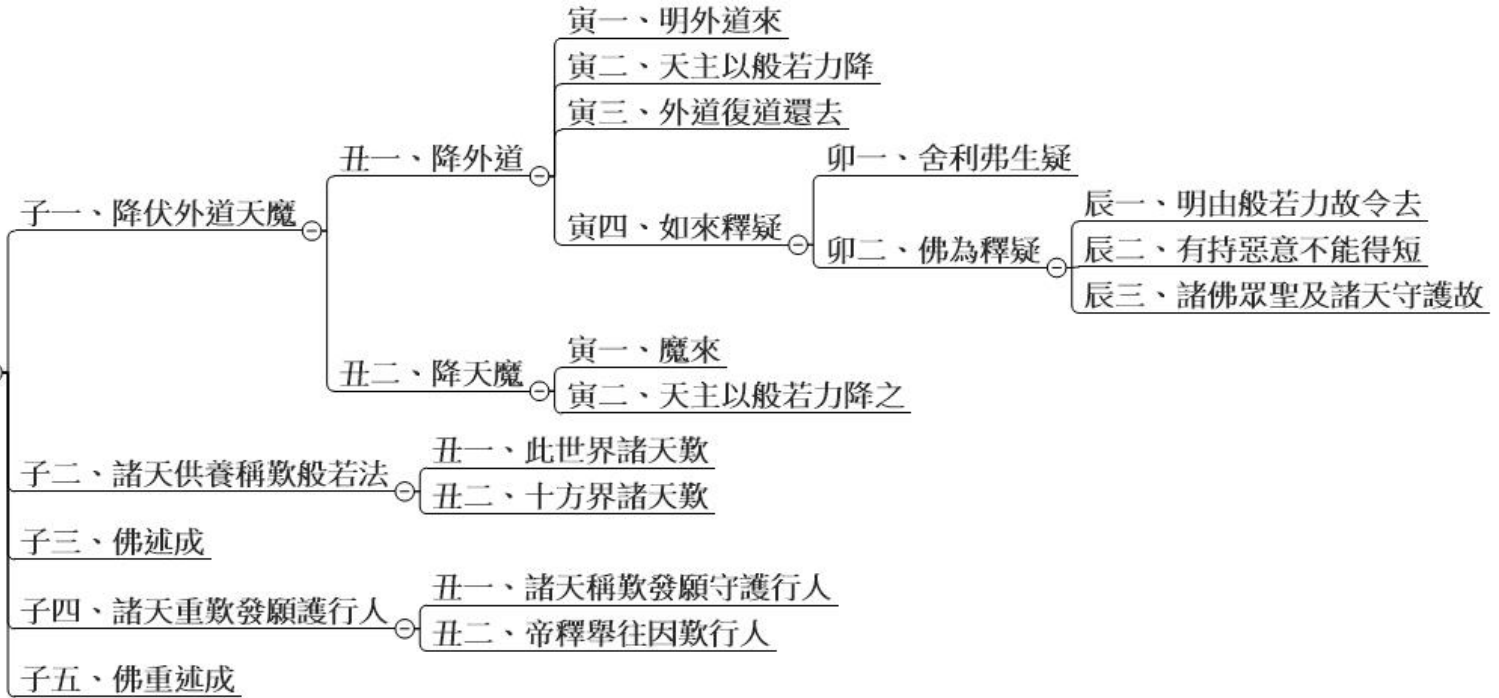 子一、降伏外道天魔
丑一、降外道
寅一、明外道來
寅二、天主以般若力降
寅三、外道復道還去
寅四、如來釋疑
卯一、舍利弗生疑
卯二、佛為釋疑
辰一、明由般若力故令去
辰二、有持惡意不能得短
辰三、諸佛眾聖及諸天守護故
丑二、降天魔
寅一、魔來
寅二、天主以般若力降之
子二、諸天供養稱歎般若法
丑一、此世界諸天歎
丑二、十方界諸天歎
子三、佛述成
子四、諸天重歎發願護行人
丑一、諸天稱歎發願守護行人
丑二、帝釋舉往因歎行人
子五、佛重述成